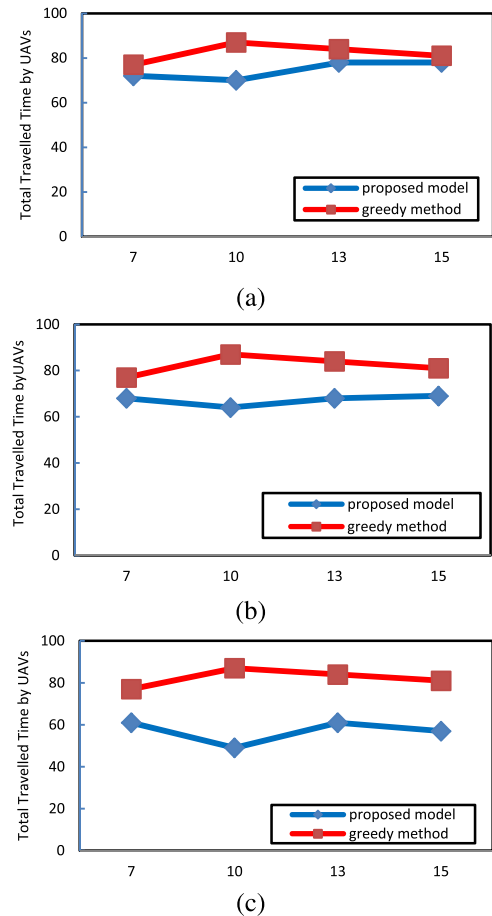 Total Travelled Time by UAVs
100
80
60
40
20
0
proposed model
greedy method
7 10 13 15
(a)
Total Travelled Time byUAVs
100
80
60
40
20
0
proposed model
greedy method
7 10 13 15
(b)
Total Travelled Time by UAVs
100
80
60
40
20
0
proposed model
greedy method
7 10 13 15
(c)